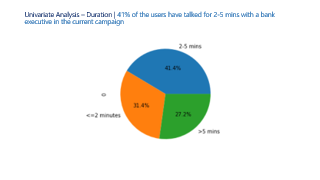 Univariate Analysis – Duration | 41% of the users have talked for 2-5 mins with a bank
executive in the current campaign
2-5 mins
41.4%
31.4%
27.2%
<=2 minutes
>5 mins